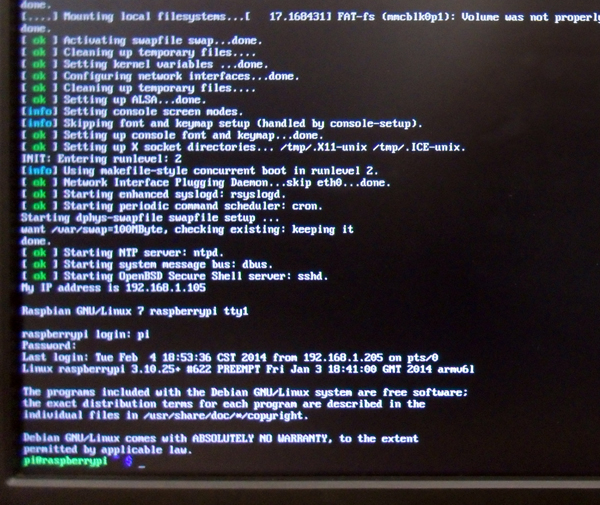 done.
[....] Mounting local filesystems...[   17.168431] FAT-fs (mmcblk0p1): Volume was not properly
done.
[ ok ] Activating swapfile swap...done.
[ ok ] Cleaning up temporary files....
[ ok ] Setting kernel variables ...done.
[ ok ] Configuring network interfaces...done.
[ ok ] Cleaning up temporary files....
[ ok ] Setting up ALSA...done.
[info] Setting console screen modes.
[info] Skipping font and keymap setup (handled by console-setup).
[ ok ] Setting up console font and keymap...done.
[ ok ] Setting up X socket directories... /tmp/.X11-unix /tmp/.ICE-unix.
INIT: Entering runlevel: 2
[info] Using makefile-style concurrent boot in runlevel 2.
[ ok ] Network Interface Plugging Daemon...skip eth0...done.
[ ok ] Starting enhanced syslogd: rsyslogd.
[ ok ] Starting periodic command scheduler: cron.
Starting dphys-swapfile swapfile setup ...
want /var/swap=100MByte, checking existing: keeping it
done.
[ ok ] Starting NTP server: ntpd.
[ ok ] Starting system message bus: dbus.
[ ok ] Starting OpenBSD Secure Shell server: sshd.
My IP address is 192.168.1.105
Raspbian GNU/Linux 7 raspberrypi tty1
raspberrypi login: pi
Password:
Last login: Tue Feb  4 18:53:36 CST 2014 from 192.168.1.205 on pts/0
Linux raspberrypi 3.10.25+ #622 PREEMPT Fri Jan 3 18:41:00 GMT 2014 armv6l
The programs included with the Debian GNU/Linux system are free software;
the exact distribution terms for each program are described in the
individual files in /usr/share/doc/*/copyright.
Debian GNU/Linux comes with ABSOLUTELY NO WARRANTY, to the extent
permitted by applicable law.
pi@raspberrypi $ _